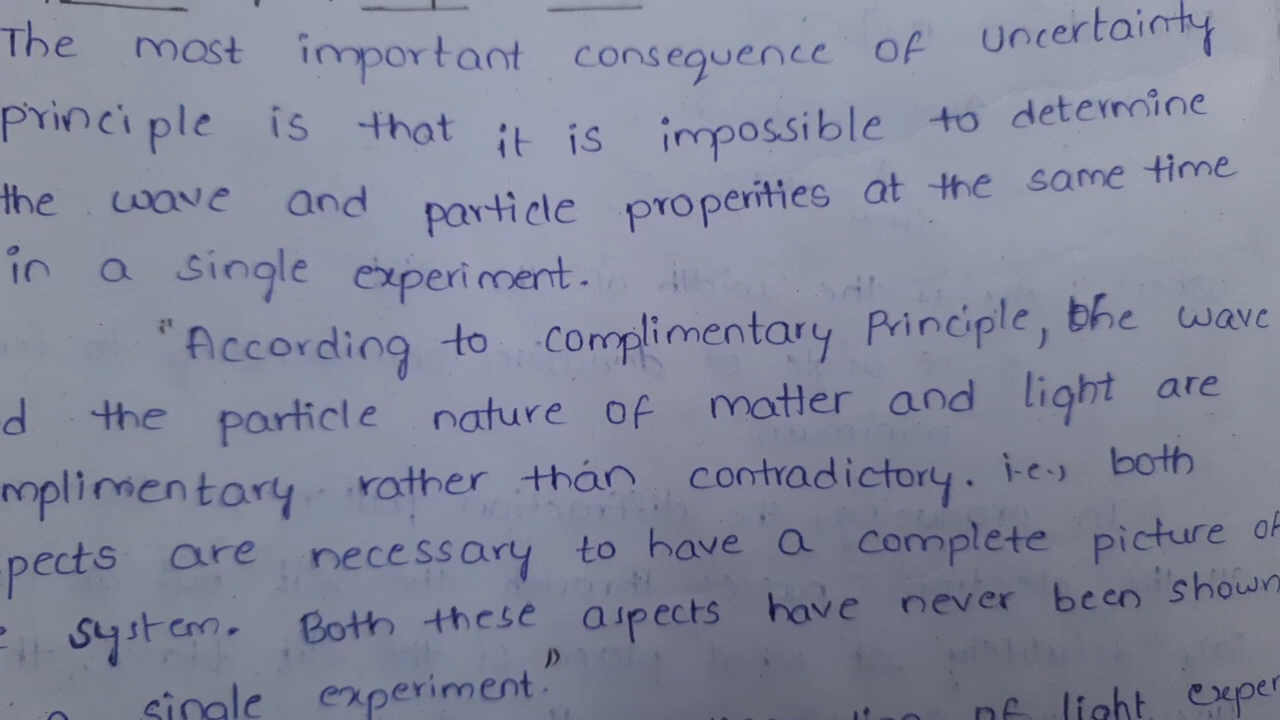 The most important consequence of uncertainty
principle is that it is impossible to determine
the wave and particle properities at the same time
in a single experiment.
"According to complimentary Principle, the wave
d the particle nature of matter and light are
mplimentary rather than contradictory. i.e., both
pects are necessary to have a complete picture of
e system. Both these aspects have never been shown
single experiment."
of light exper